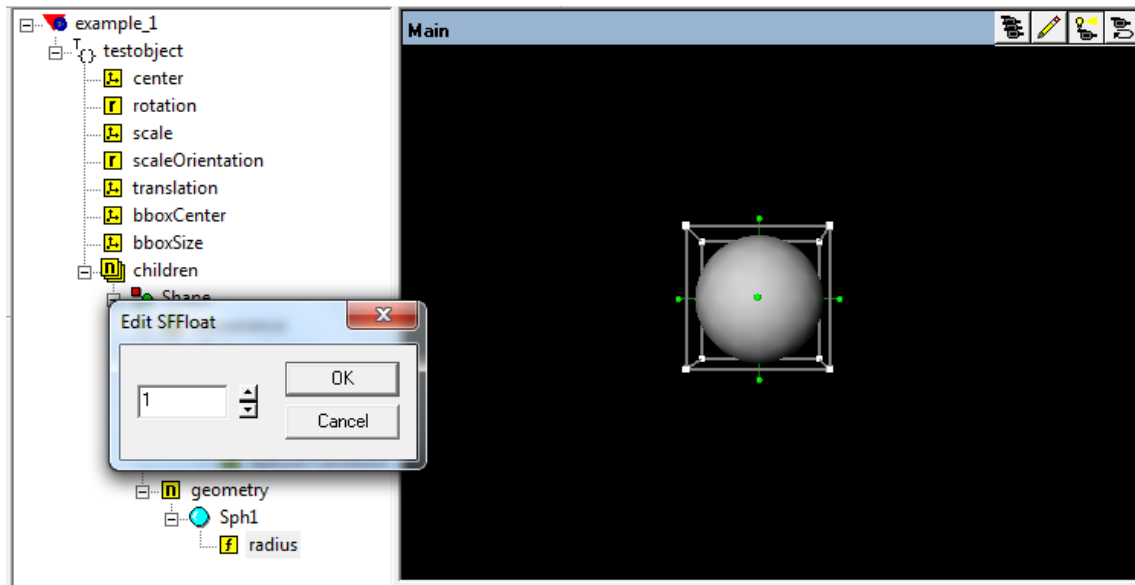 example_1
testobject
center
rotation
scale
scaleOrientation
translation
bboxCenter
bboxSize
children
Shape
Edit SFFloat
1
OK
Cancel
geometry
Sph1
radius
Main